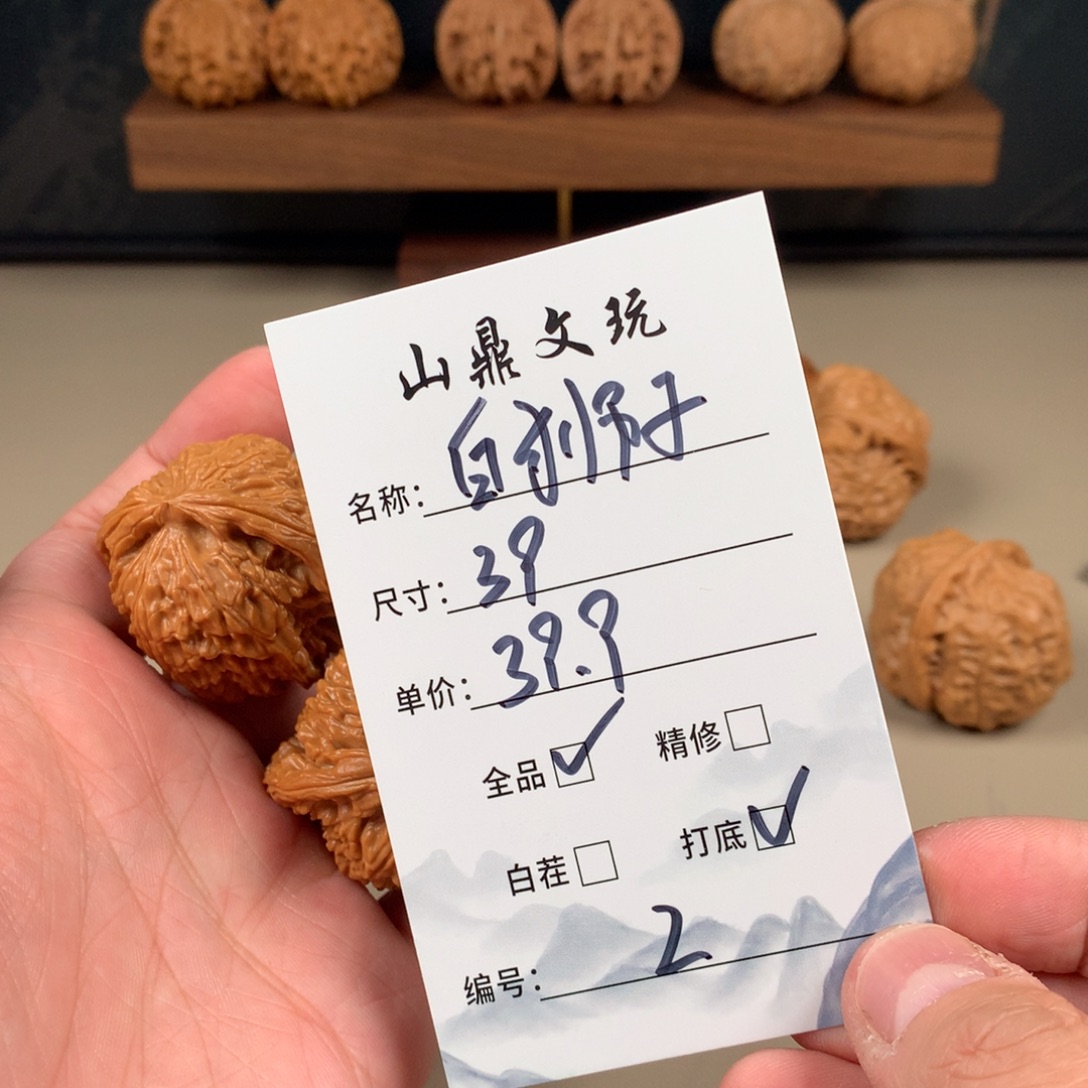 山鼎文玩
名称：白狮子
尺寸：39
单价：39.9
全品 ☑ 精修 □
白茬 □ 打底 ☑
编号：2